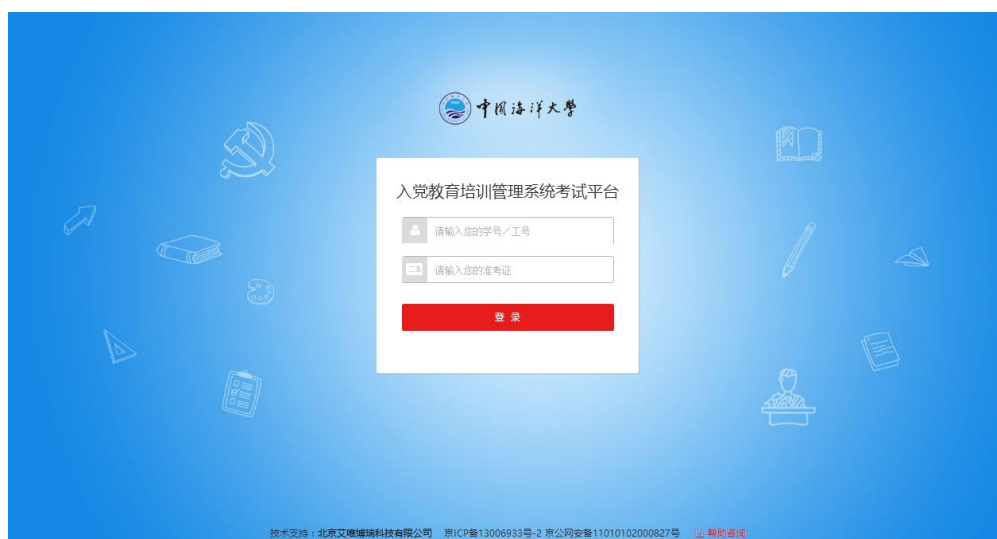 中国海洋大学
入党教育培训管理系统考试平台
请输入您的学号／工号
请输入您的准考证
登 录
技术支持：北京艾唯博瑞科技有限公司 京ICP备13006933号-2 京公网安备11010102000827号 帮助咨询